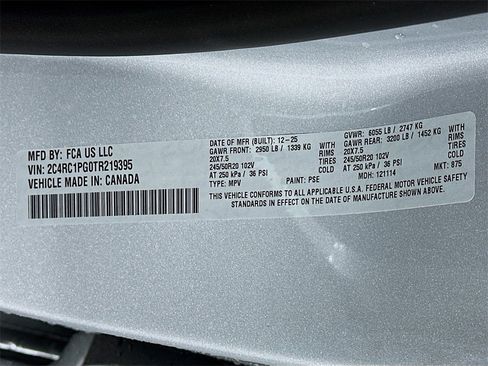 MFD BY: FCA US LLC
VIN: 2C4RC1PG0TR219395
VEHICLE MADE IN: CANADA
DATE OF MFR (BUILT): 12-25 GVWR: 6055 LB / 2747 KG
GAWR FRONT: 2950 LB / 1339 KG GAWR REAR: 3200 LB / 1452 KG
20X7.5 RIMS 20X7.5 RIMS
245/50R20 102V TIRES 245/50R20 102V TIRES
AT 250 kPa / 36 PSI COLD AT 250 kPa / 36 PSI COLD
TYPE: MPV PAINT: PSE MDH: 121114 MKT: 875
THIS VEHICLE CONFORMS TO ALL APPLICABLE U.S.A. FEDERAL MOTOR VEHICLE SAFETY
STANDARDS IN EFFECT ON THE DATE OF MANUFACTURE SHOWN ABOVE